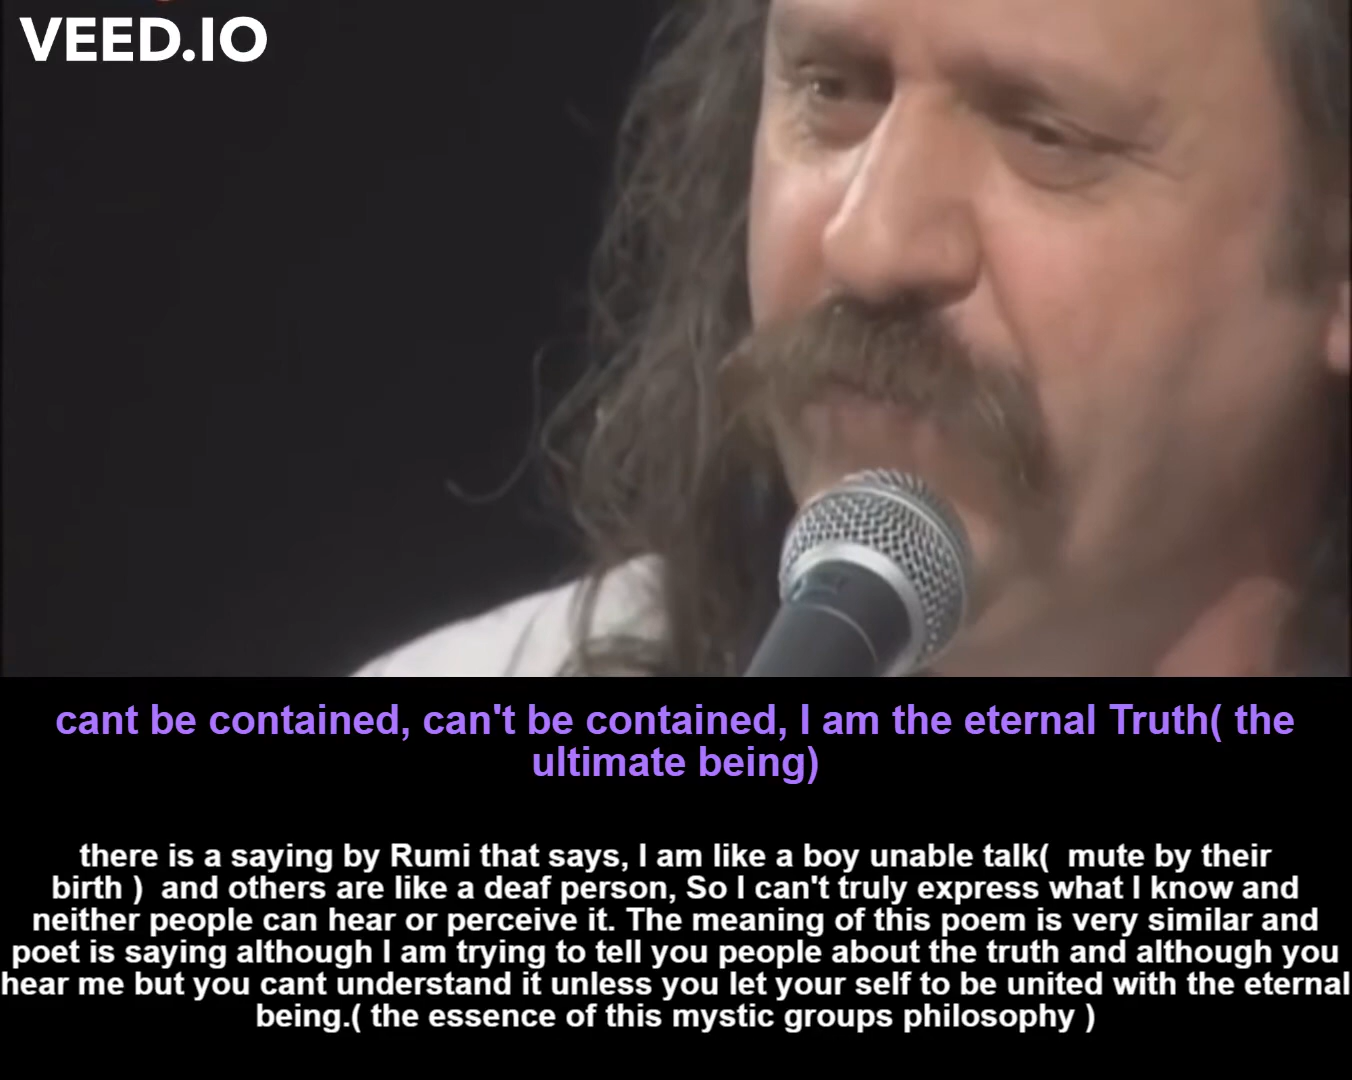 VEED.IO
cant be contained, can't be contained, I am the eternal Truth( the
ultimate being)
there is a saying by Rumi that says, I am like a boy unable talk(  mute by their
birth )  and others are like a deaf person, So I can't truly express what I know and
neither people can hear or perceive it. The meaning of this poem is very similar and
poet is saying although I am trying to tell you people about the truth and although you
hear me but you cant understand it unless you let your self to be united with the eternal
being.( the essence of this mystic groups philosophy )